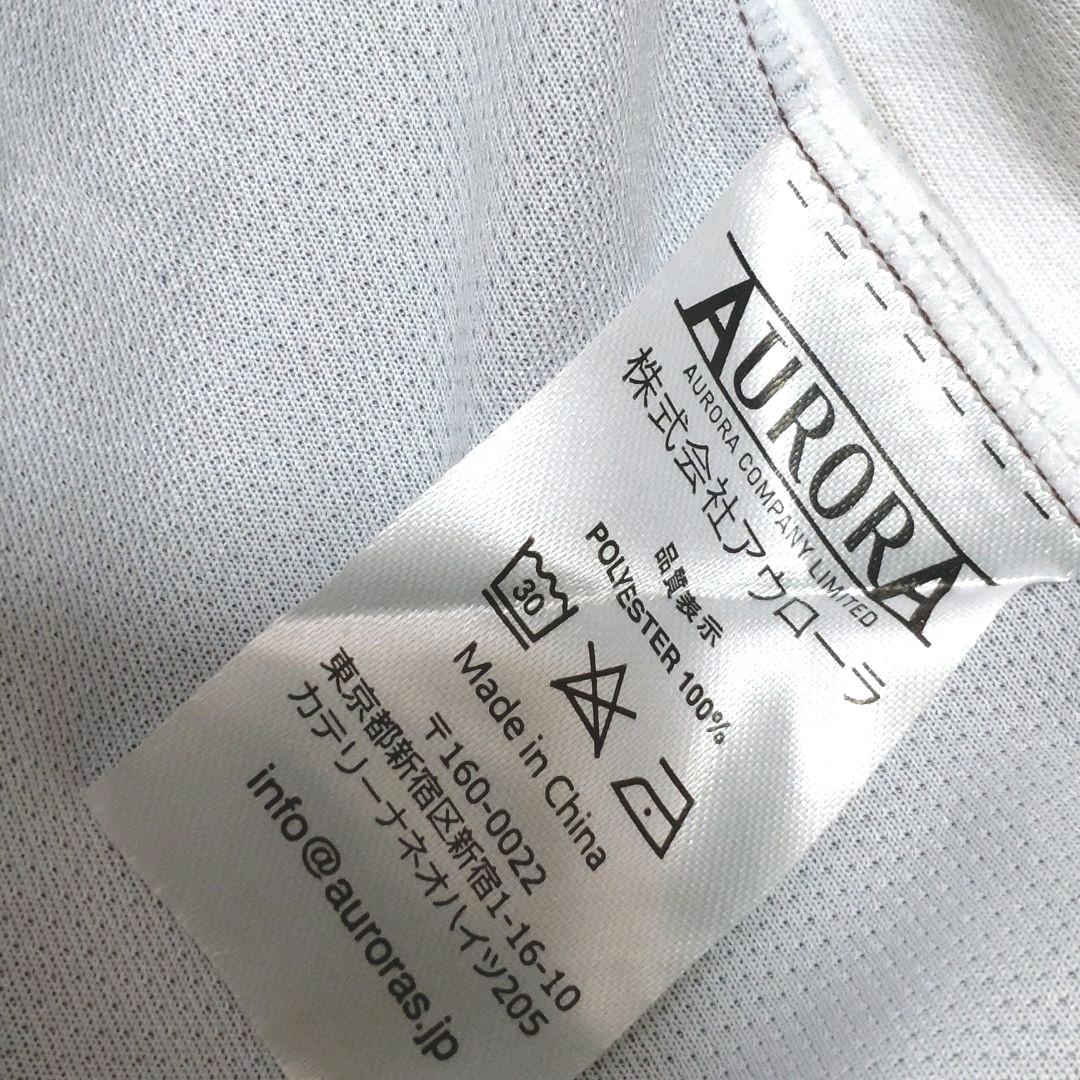 AURORA
AURORA COMPANY LIMITED
株式会社アウローラ
品質表示
POLYESTER 100%
30
Made in China
〒160-0022
東京都新宿区新宿1-16-10
カテリーナネオハイツ205
info@auroras.jp